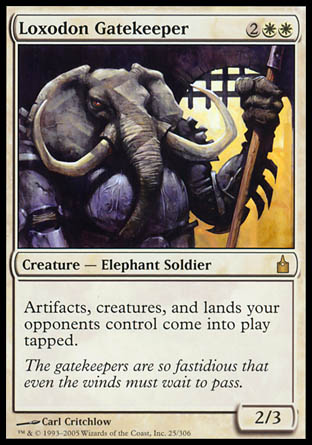 Loxodon Gatekeeper 2
Creature — Elephant Soldier
Artifacts, creatures, and lands your
opponents control come into play
tapped.
The gatekeepers are so fastidious that
even the winds must wait to pass.
Carl Critchlow
™ & © 1993–2005 Wizards of the Coast, Inc. 25/306
2/3